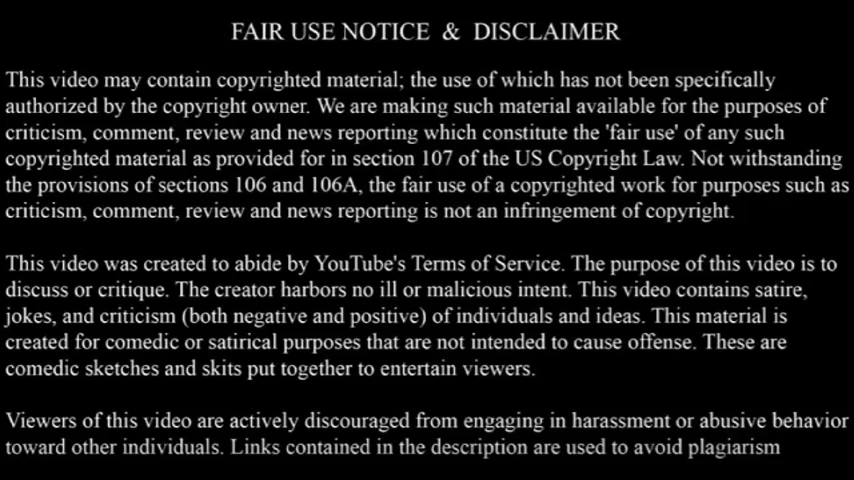 FAIR USE NOTICE & DISCLAIMER
This video may contain copyrighted material; the use of which has not been specifically
authorized by the copyright owner. We are making such material available for the purposes of
criticism, comment, review and news reporting which constitute the 'fair use' of any such
copyrighted material as provided for in section 107 of the US Copyright Law. Not withstanding
the provisions of sections 106 and 106A, the fair use of a copyrighted work for purposes such as
criticism, comment, review and news reporting is not an infringement of copyright.
This video was created to abide by YouTube's Terms of Service. The purpose of this video is to
discuss or critique. The creator harbors no ill or malicious intent. This video contains satire,
jokes, and criticism (both negative and positive) of individuals and ideas. This material is
created for comedic or satirical purposes that are not intended to cause offense. These are
comedic sketches and skits put together to entertain viewers.
Viewers of this video are actively discouraged from engaging in harassment or abusive behavior
toward other individuals. Links contained in the description are used to avoid plagiarism